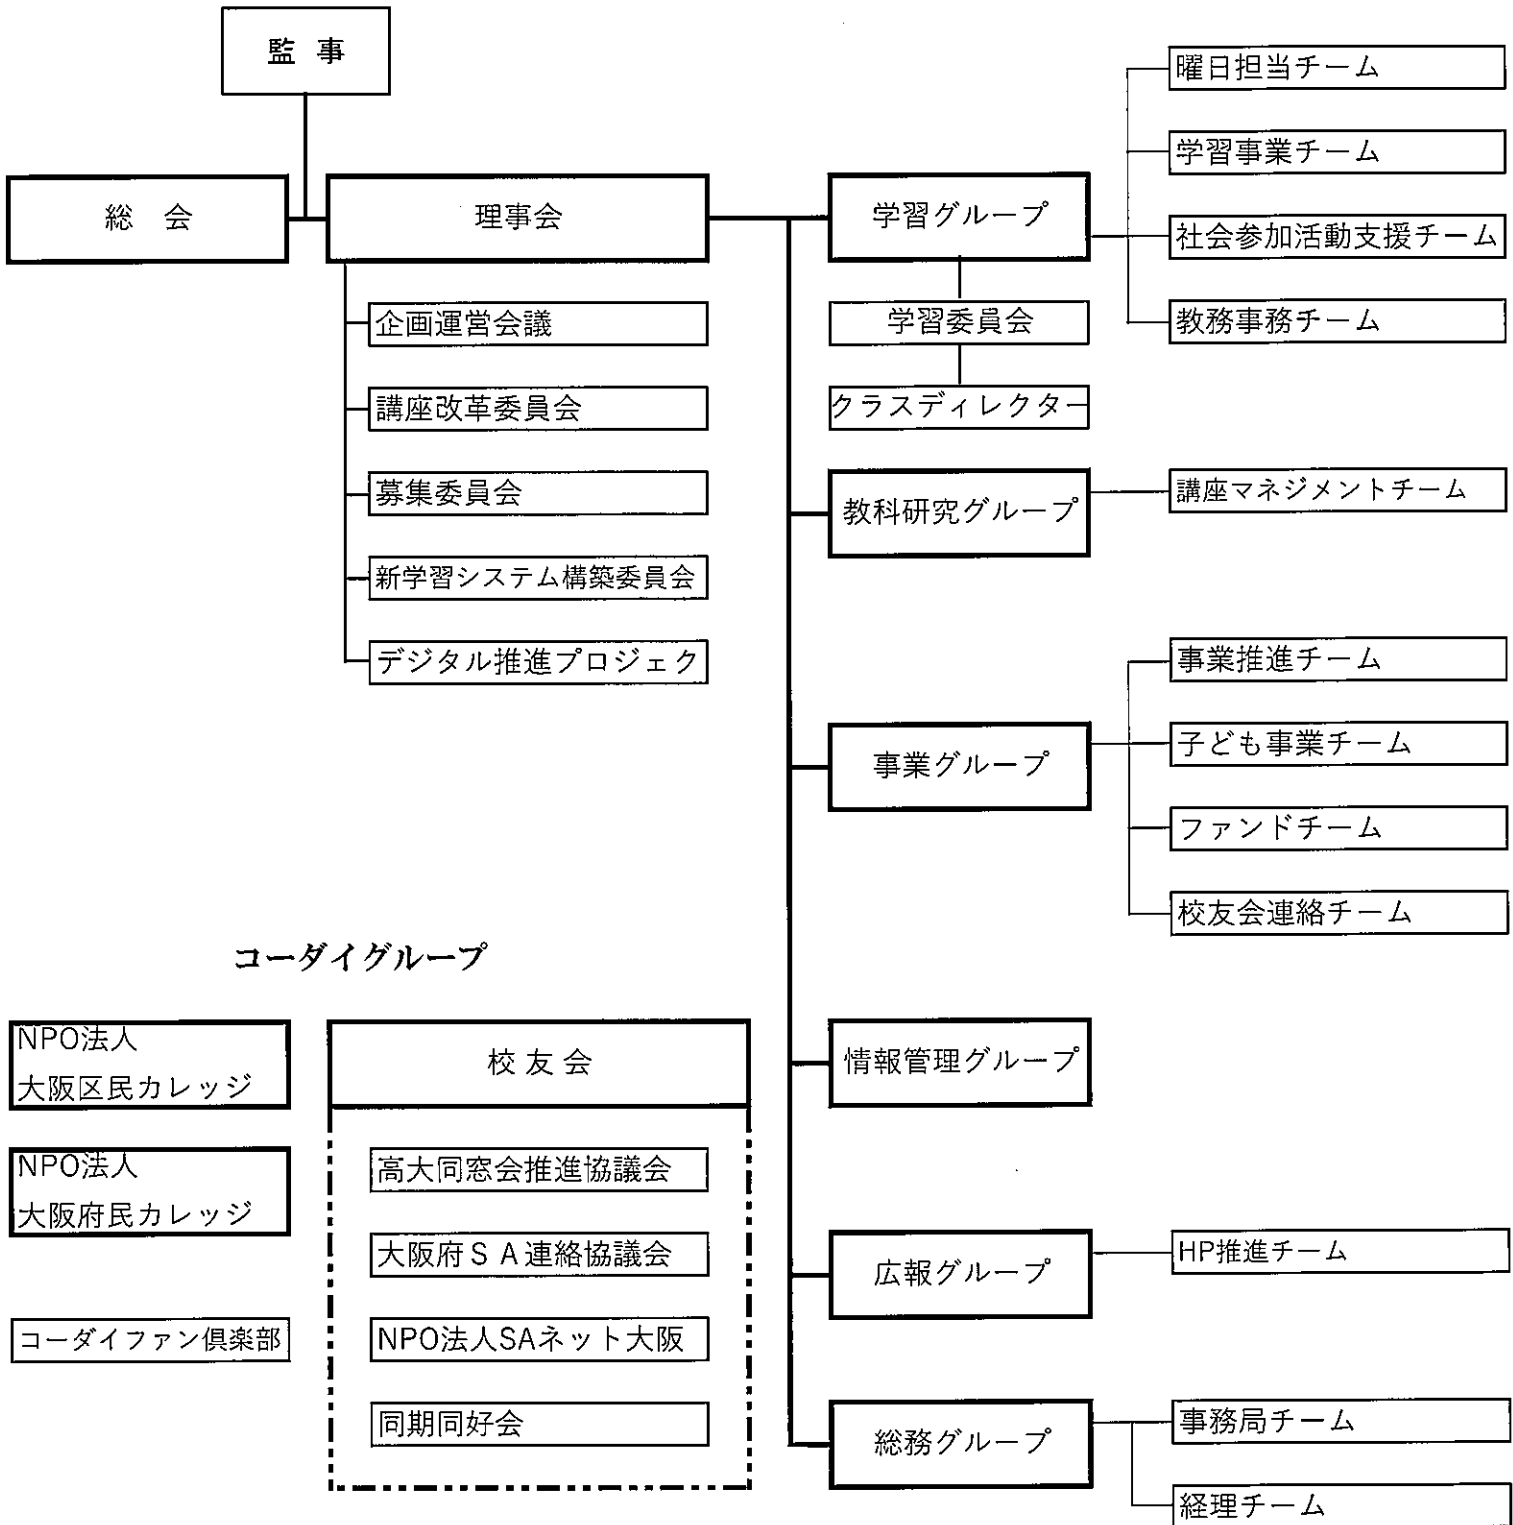 監 事
総 会
理事会
企画運営会議
講座改革委員会
募集委員会
新学習システム構築委員会
デジタル推進プロジェク
学習グループ
学習委員会
クラスディレクター
曜日担当チーム
学習事業チーム
社会参加活動支援チーム
教務事務チーム
教科研究グループ
講座マネジメントチーム
事業グループ
事業推進チーム
子ども事業チーム
ファンドチーム
校友会連絡チーム
情報管理グループ
広報グループ
HP推進チーム
総務グループ
事務局チーム
経理チーム
コーダイグループ
NPO法人
大阪区民カレッジ
NPO法人
大阪府民カレッジ
コーダイファン倶楽部
校 友 会
高大同窓会推進協議会
大阪府ＳＡ連絡協議会
NPO法人SAネット大阪
同期同好会